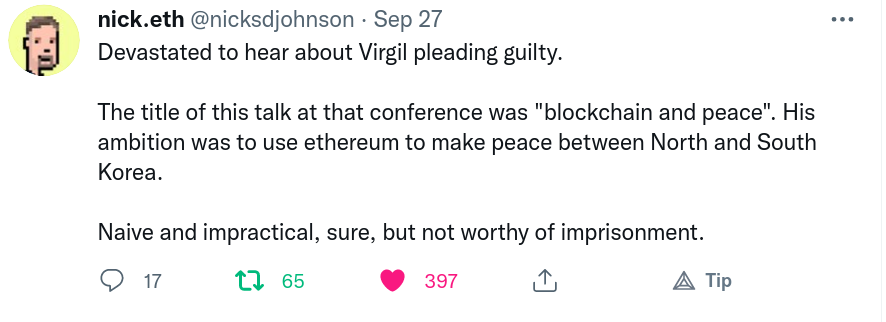 nick.eth @nicksdjohnson · Sep 27
Devastated to hear about Virgil pleading guilty.
The title of this talk at that conference was "blockchain and peace". His
ambition was to use ethereum to make peace between North and South
Korea.
Naive and impractical, sure, but not worthy of imprisonment.
17 65 397 Tip